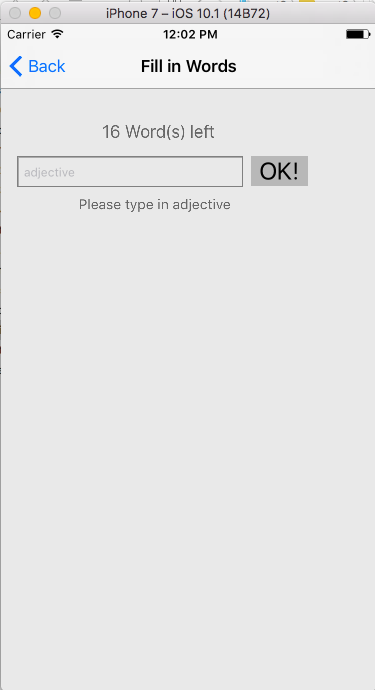 iPhone 7 – iOS 10.1 (14B72)
Carrier 12:02 PM
Back Fill in Words
16 Word(s) left
adjective OK!
Please type in adjective